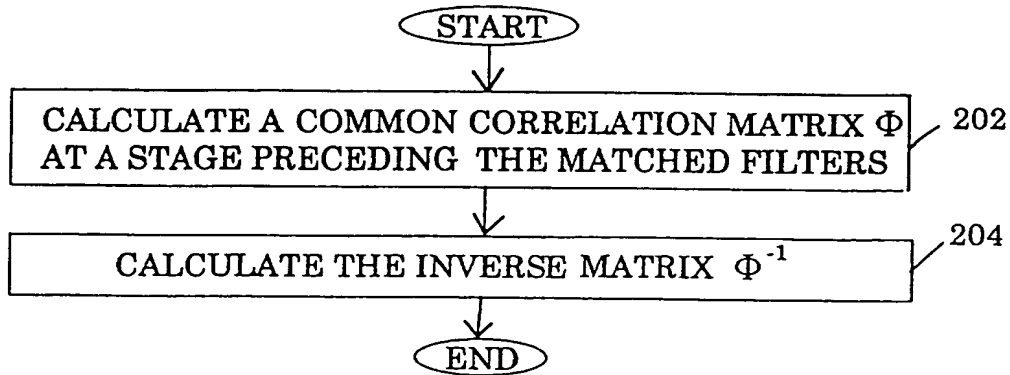 START
CALCULATE A COMMON CORRELATION MATRIX Φ
AT A STAGE PRECEDING THE MATCHED FILTERS
202
CALCULATE THE INVERSE MATRIX Φ⁻¹
204
END